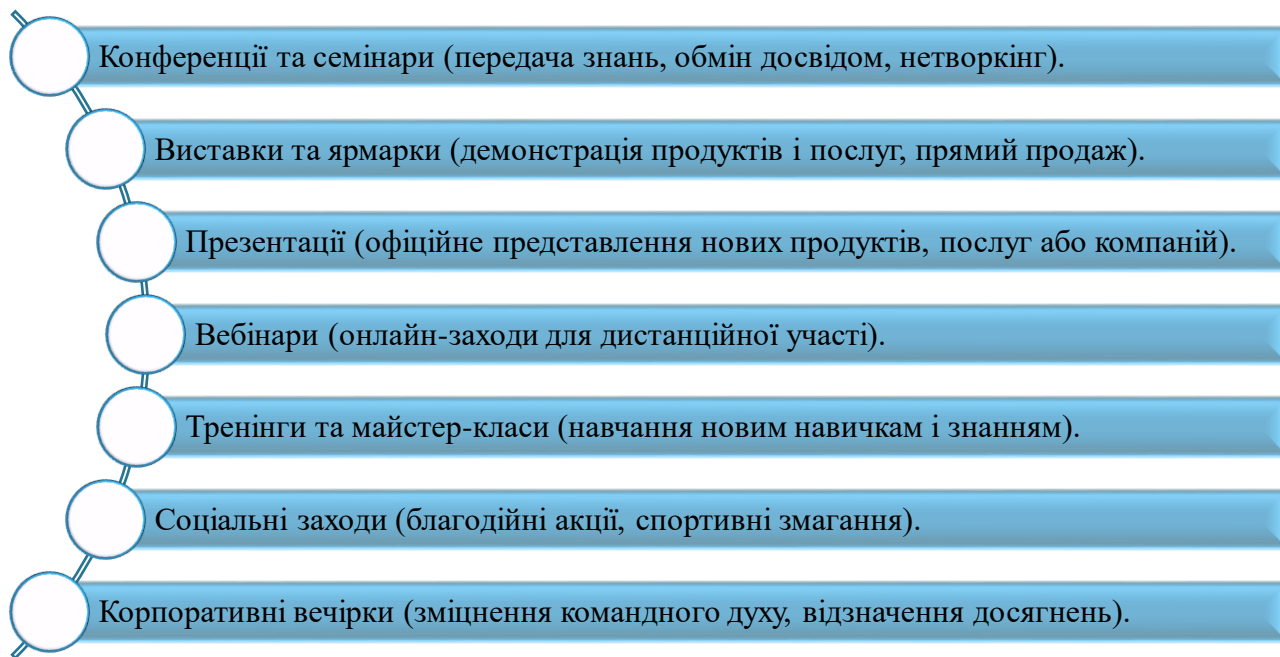 Конференції та семінари (передача знань, обмін досвідом, нетворкінг).
Виставки та ярмарки (демонстрація продуктів і послуг, прямий продаж).
Презентації (офіційне представлення нових продуктів, послуг або компаній).
Вебінари (онлайн-заходи для дистанційної участі).
Тренінги та майстер-класи (навчання новим навичкам і знанням).
Соціальні заходи (благодійні акції, спортивні змагання).
Корпоративні вечірки (зміцнення командного духу, відзначення досягнень).